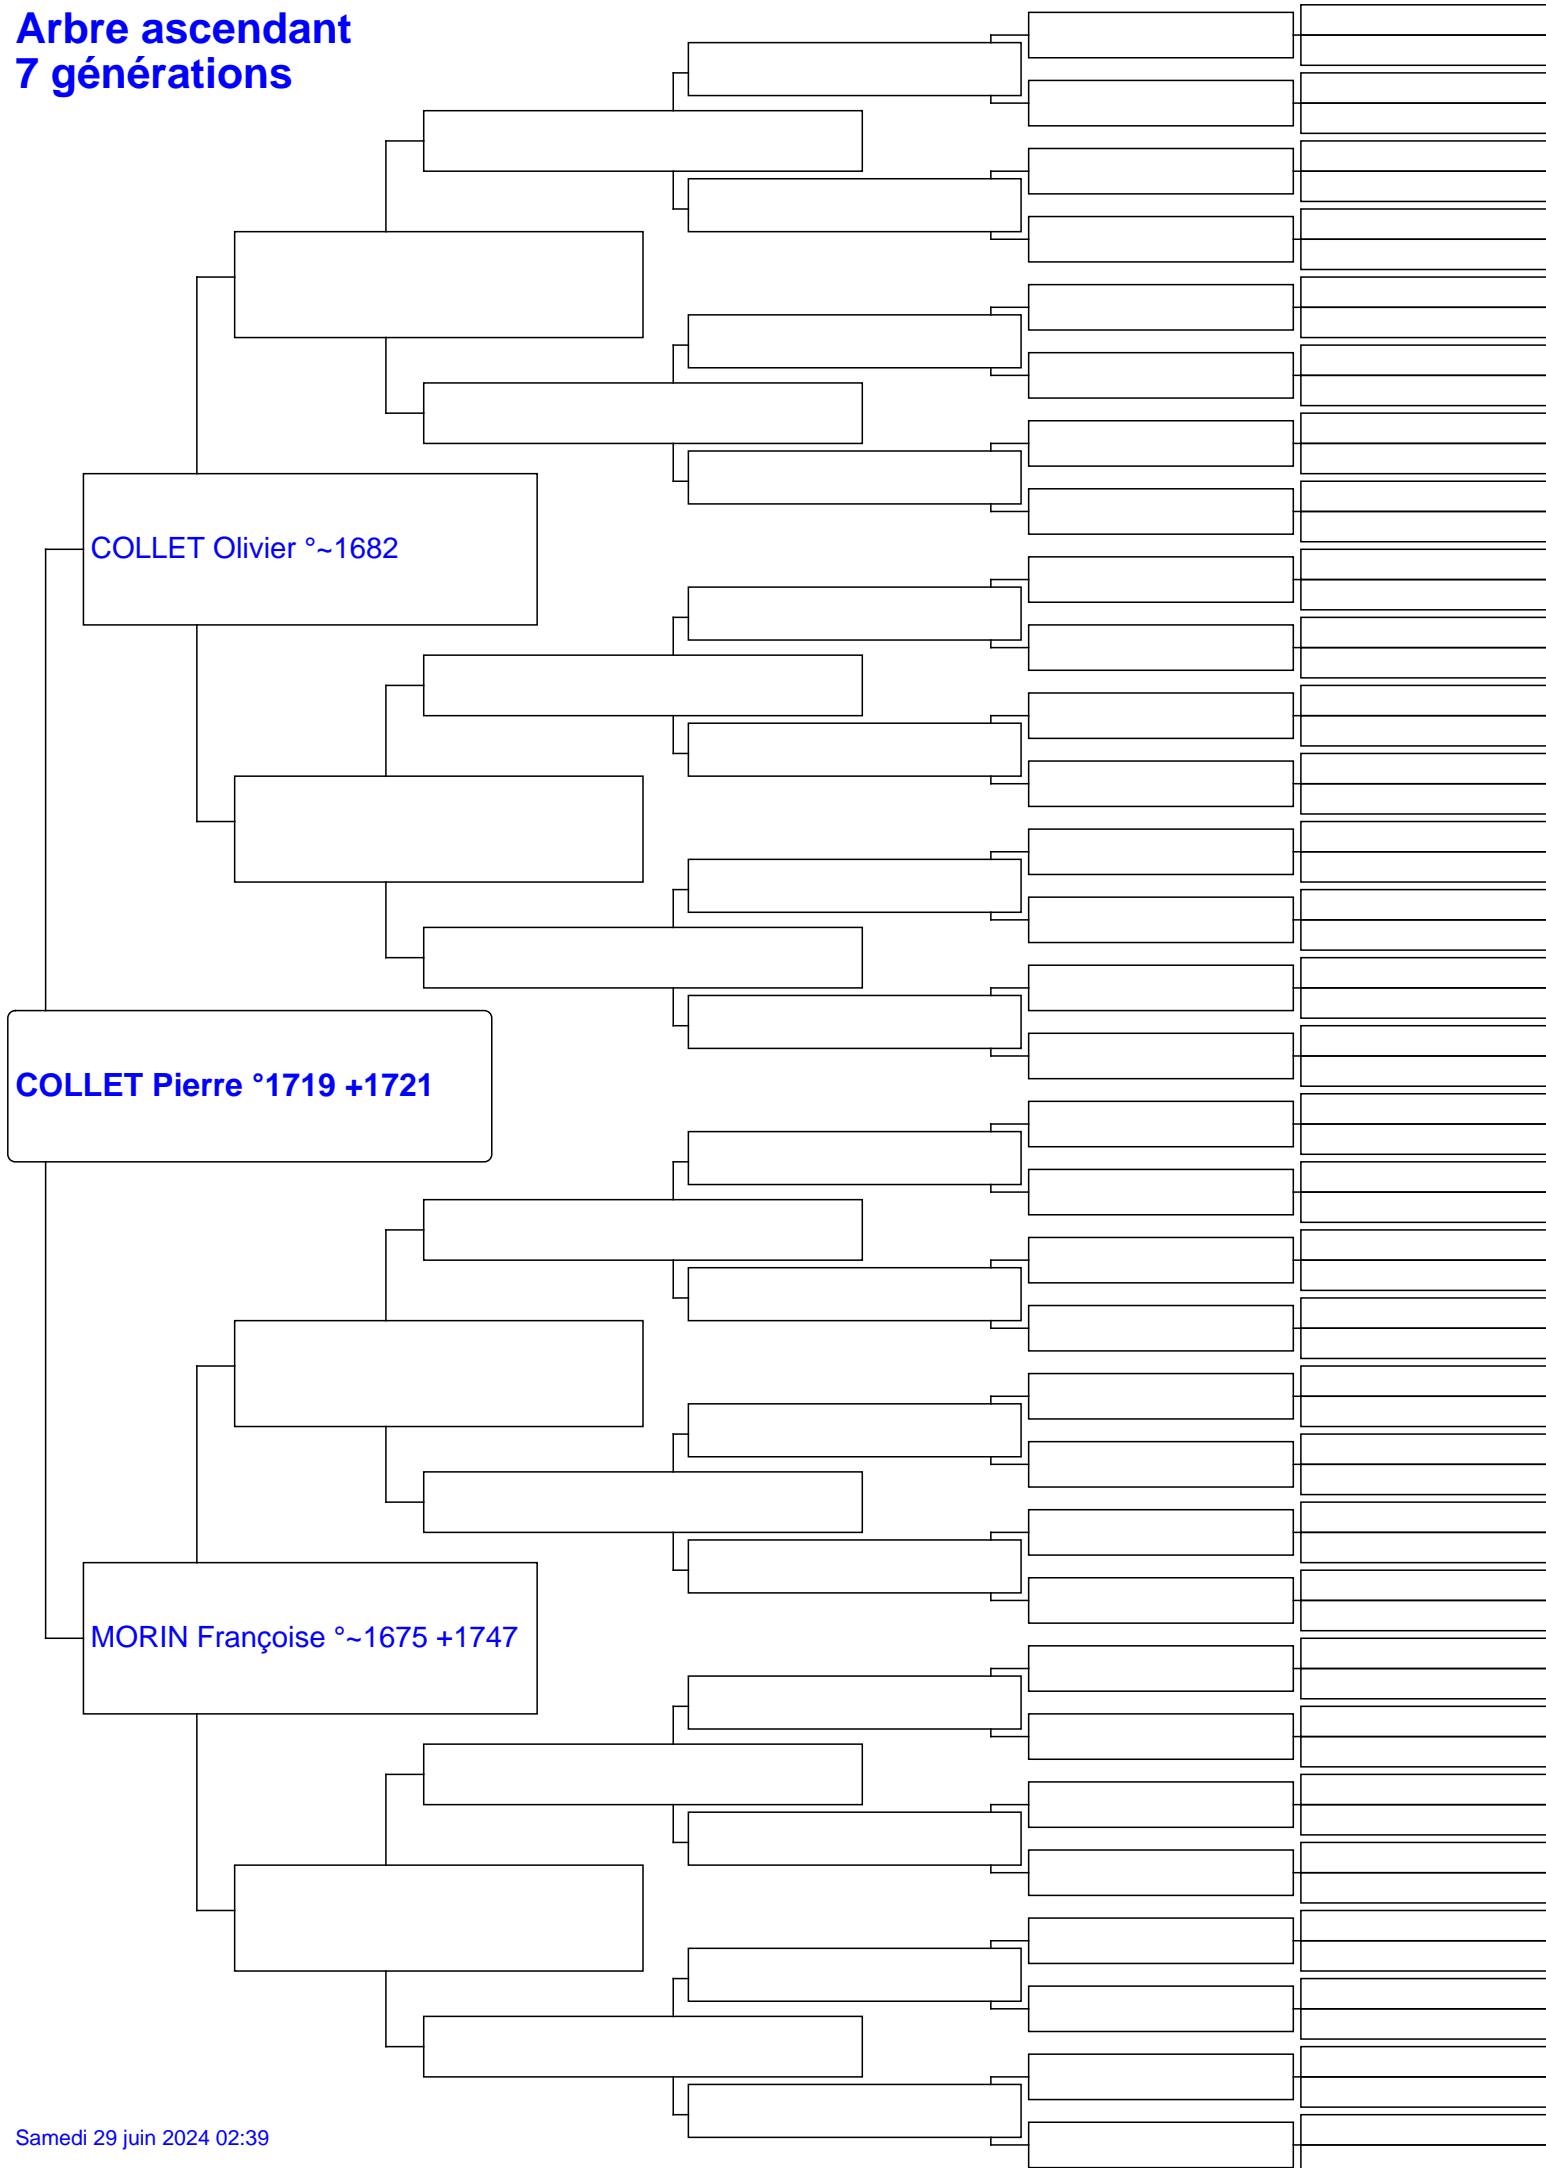 Arbre ascendant
7 générations
COLLET Olivier °~1682
COLLET Pierre °1719 +1721
MORIN Françoise °~1675 +1747
Samedi 29 juin 2024 02:39